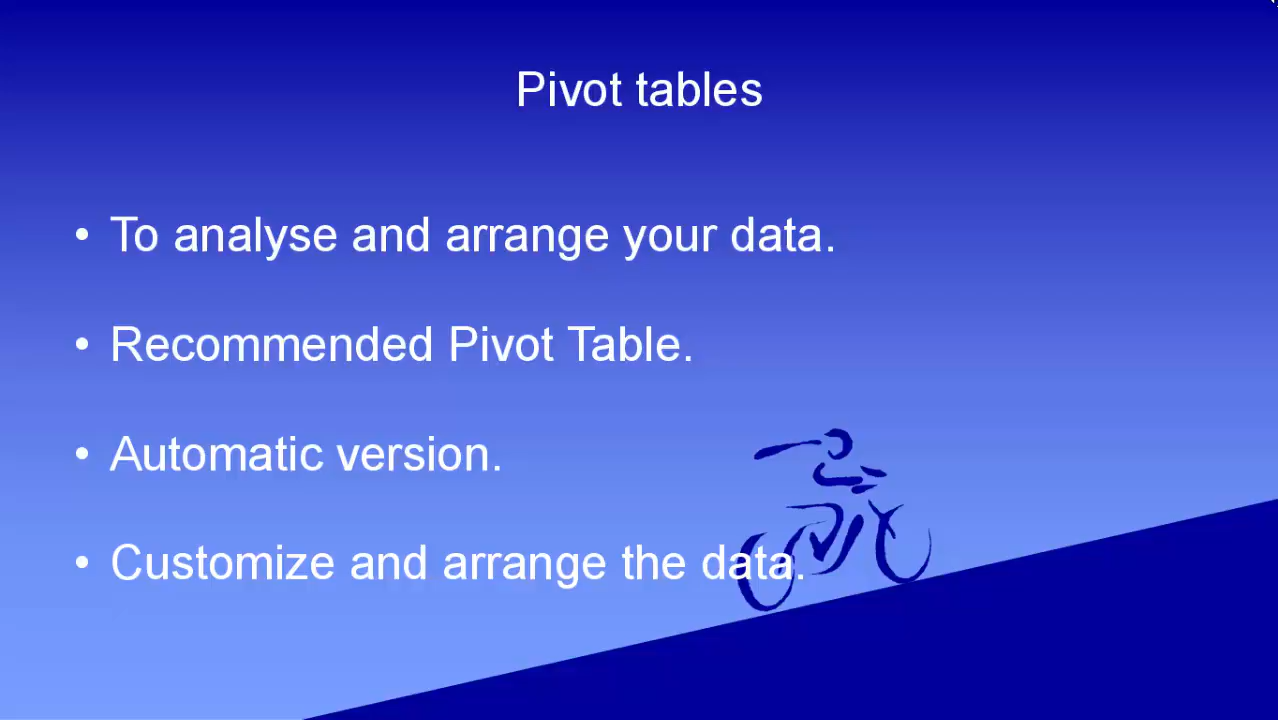 Pivot tables
• To analyse and arrange your data.
• Recommended Pivot Table.
• Automatic version.
• Customize and arrange the data.